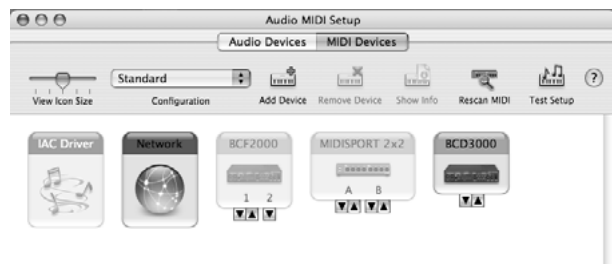 Audio MIDI Setup
Audio Devices MIDI Devices
Standard
View Icon Size Configuration Add Device Remove Device Show Info Rescan MIDI Test Setup ?
IAC Driver Network BCF2000 MIDISPORT 2x2 BCD3000
1 2 A B